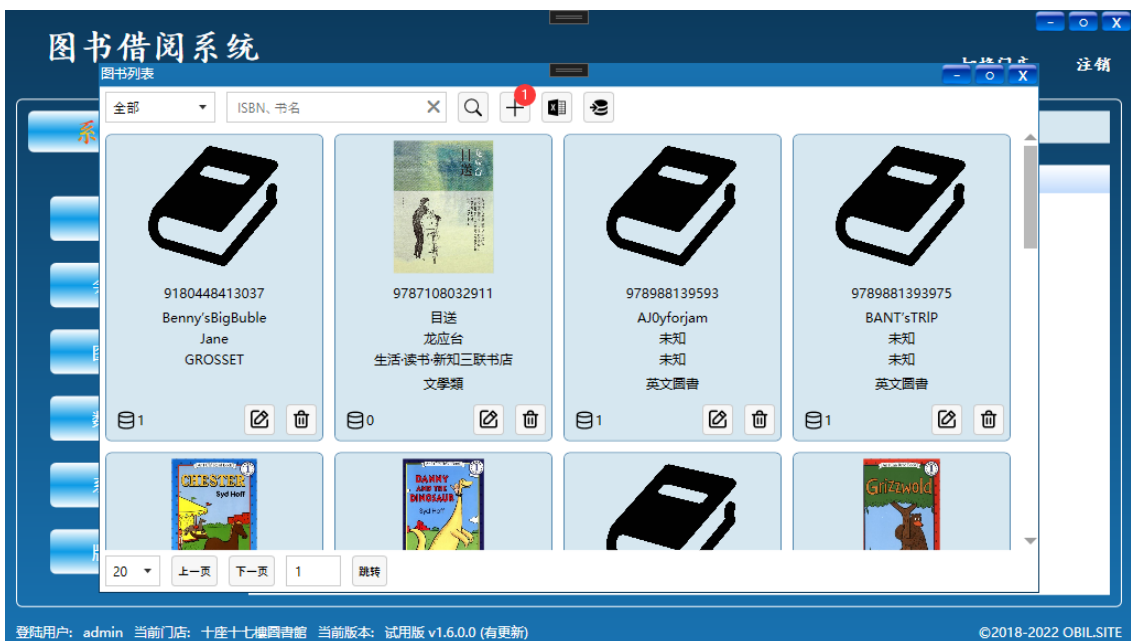 图书借阅系统
注销
图书列表
全部
ISBN、书名
1
9180448413037
Benny'sBigBuble
Jane
GROSSET
1
目送
9787108032911
目送
龙应台
生活·读书·新知三联书店
文學類
0
978988139593
AJ0yforjam
未知
未知
英文圖書
1
9789881393975
BANT'sTRIP
未知
未知
英文圖書
1
CHESTER
Syd Hoff
DANNY
AND THE
DINOSAUR
Syd Hoff
Grizzwold
20
上一页
下一页
1
跳转
登陆用户: admin 当前门店: 十座十七樓圖書館 当前版本: 试用版 v1.6.0.0 (有更新)
©2018-2022 OBIL.SITE